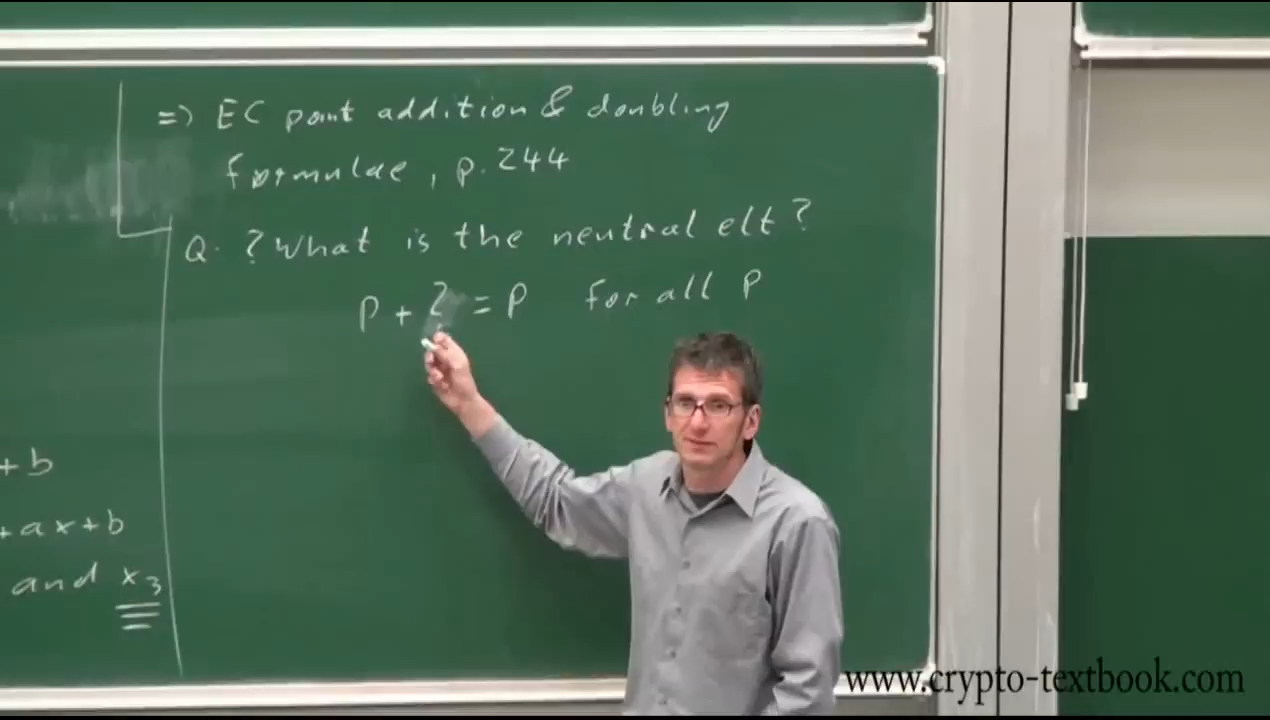 => EC point addition & doubling
formulae, p. 244
Q. ? What is the neutral elt?
P + ? = P for all P
+ b
+ax+b
and x3
www.crypto-textbook.com